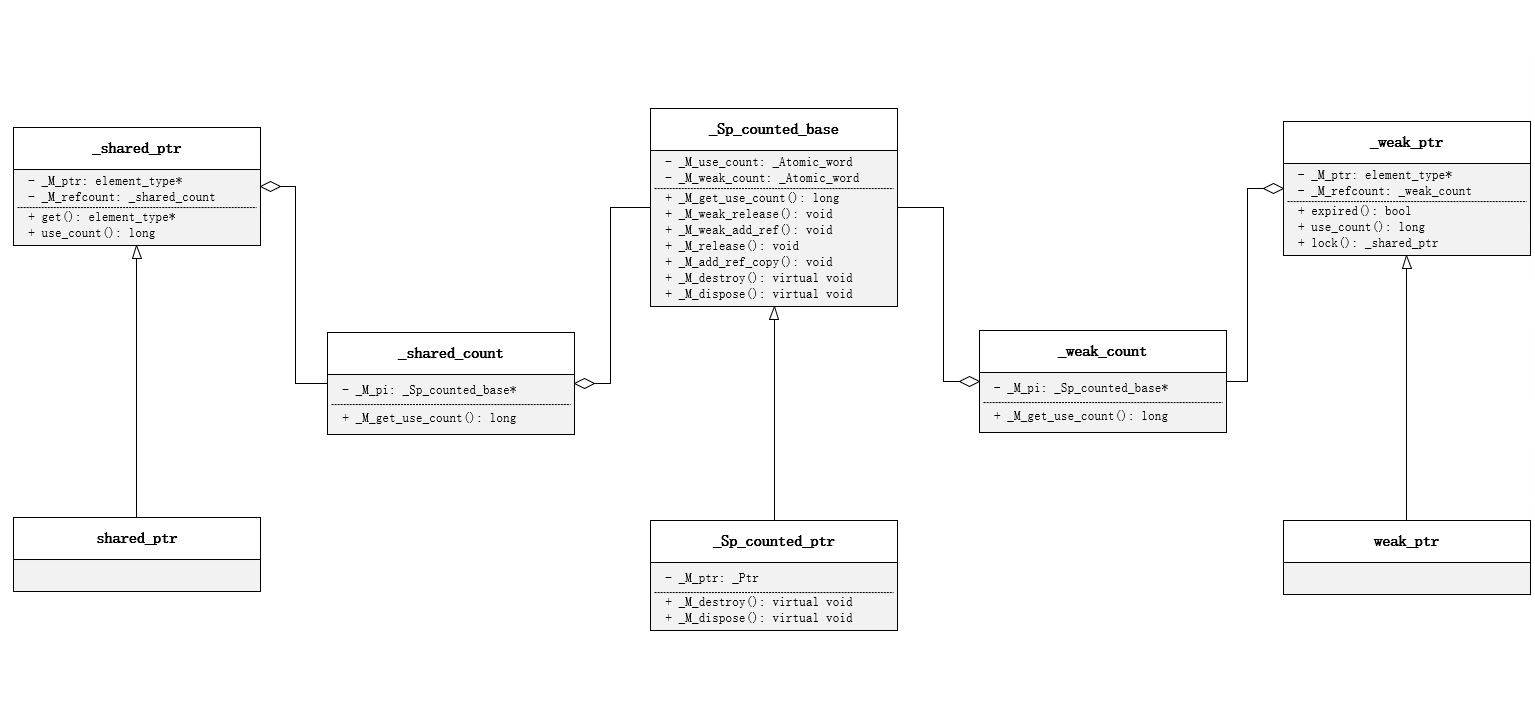 _shared_ptr
- _M_ptr: element_type*
- _M_refcount: _shared_count
+ get(): element_type*
+ use_count(): long
_Sp_counted_base
- _M_use_count: _Atomic_word
- _M_weak_count: _Atomic_word
+ _M_get_use_count(): long
+ _M_weak_release(): void
+ _M_weak_add_ref(): void
+ _M_release(): void
+ _M_add_ref_copy(): void
+ _M_destroy(): virtual void
+ _M_dispose(): virtual void
_weak_ptr
- _M_ptr: element_type*
- _M_refcount: _weak_count
+ expired(): bool
+ use_count(): long
+ lock(): _shared_ptr
_shared_count
- _M_pi: _Sp_counted_base*
+ _M_get_use_count(): long
_weak_count
- _M_pi: _Sp_counted_base*
+ _M_get_use_count(): long
shared_ptr
_Sp_counted_ptr
- _M_ptr: _Ptr
+ _M_destroy(): virtual void
+ _M_dispose(): virtual void
weak_ptr